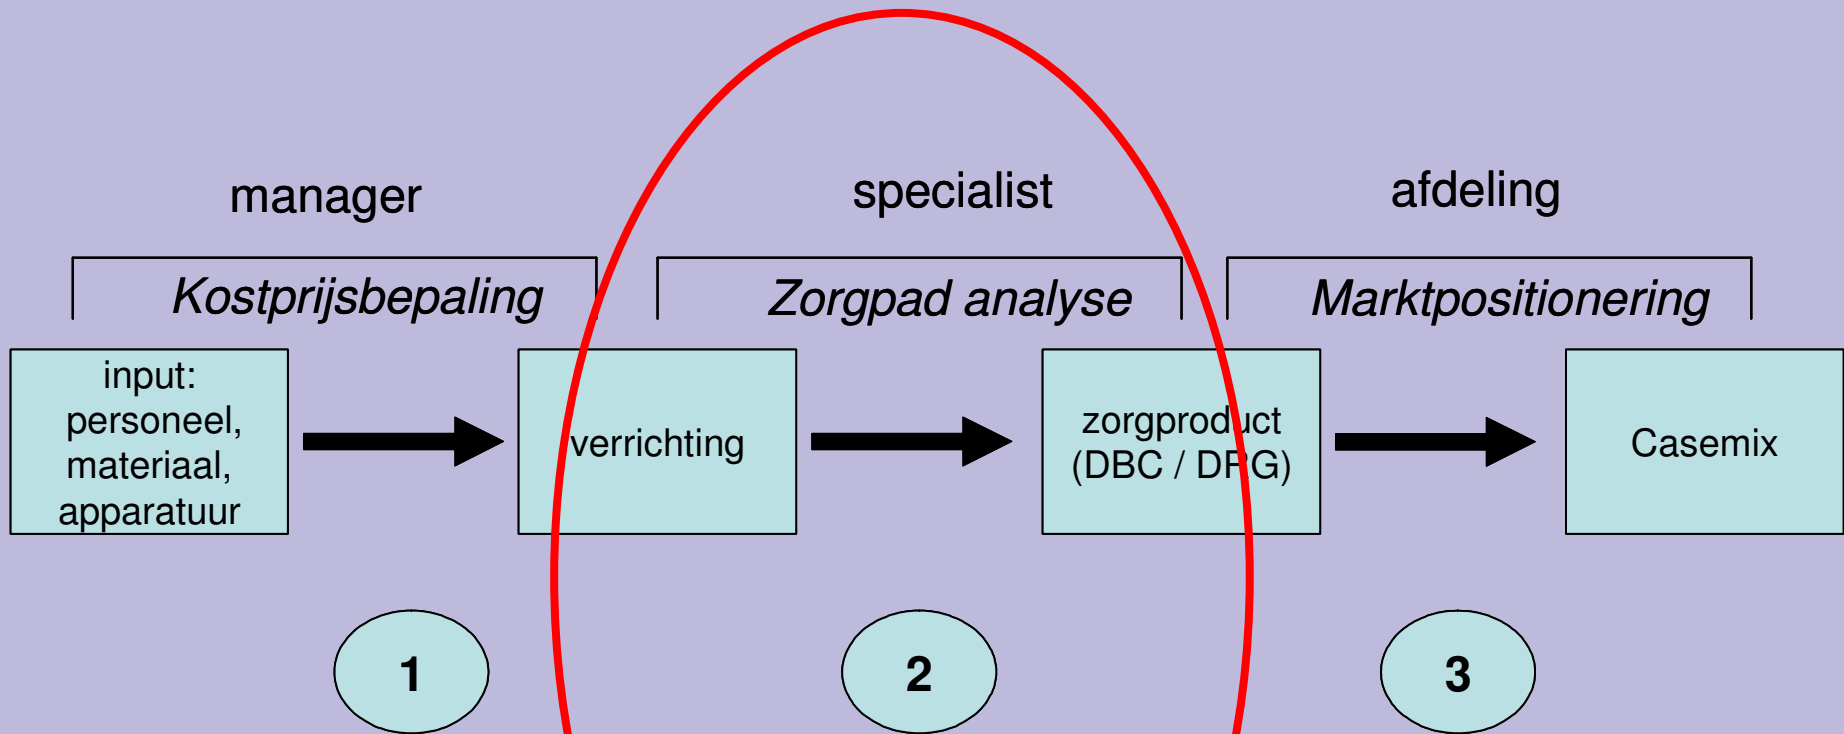 manager
specialist
afdeling
Kostprijsbepaling
Zorgpad analyse
Marktpositionering
input:
personeel,
materiaal,
apparatuur
verrichting
zorgproduct
(DBC / DRG)
Casemix
1
2
3